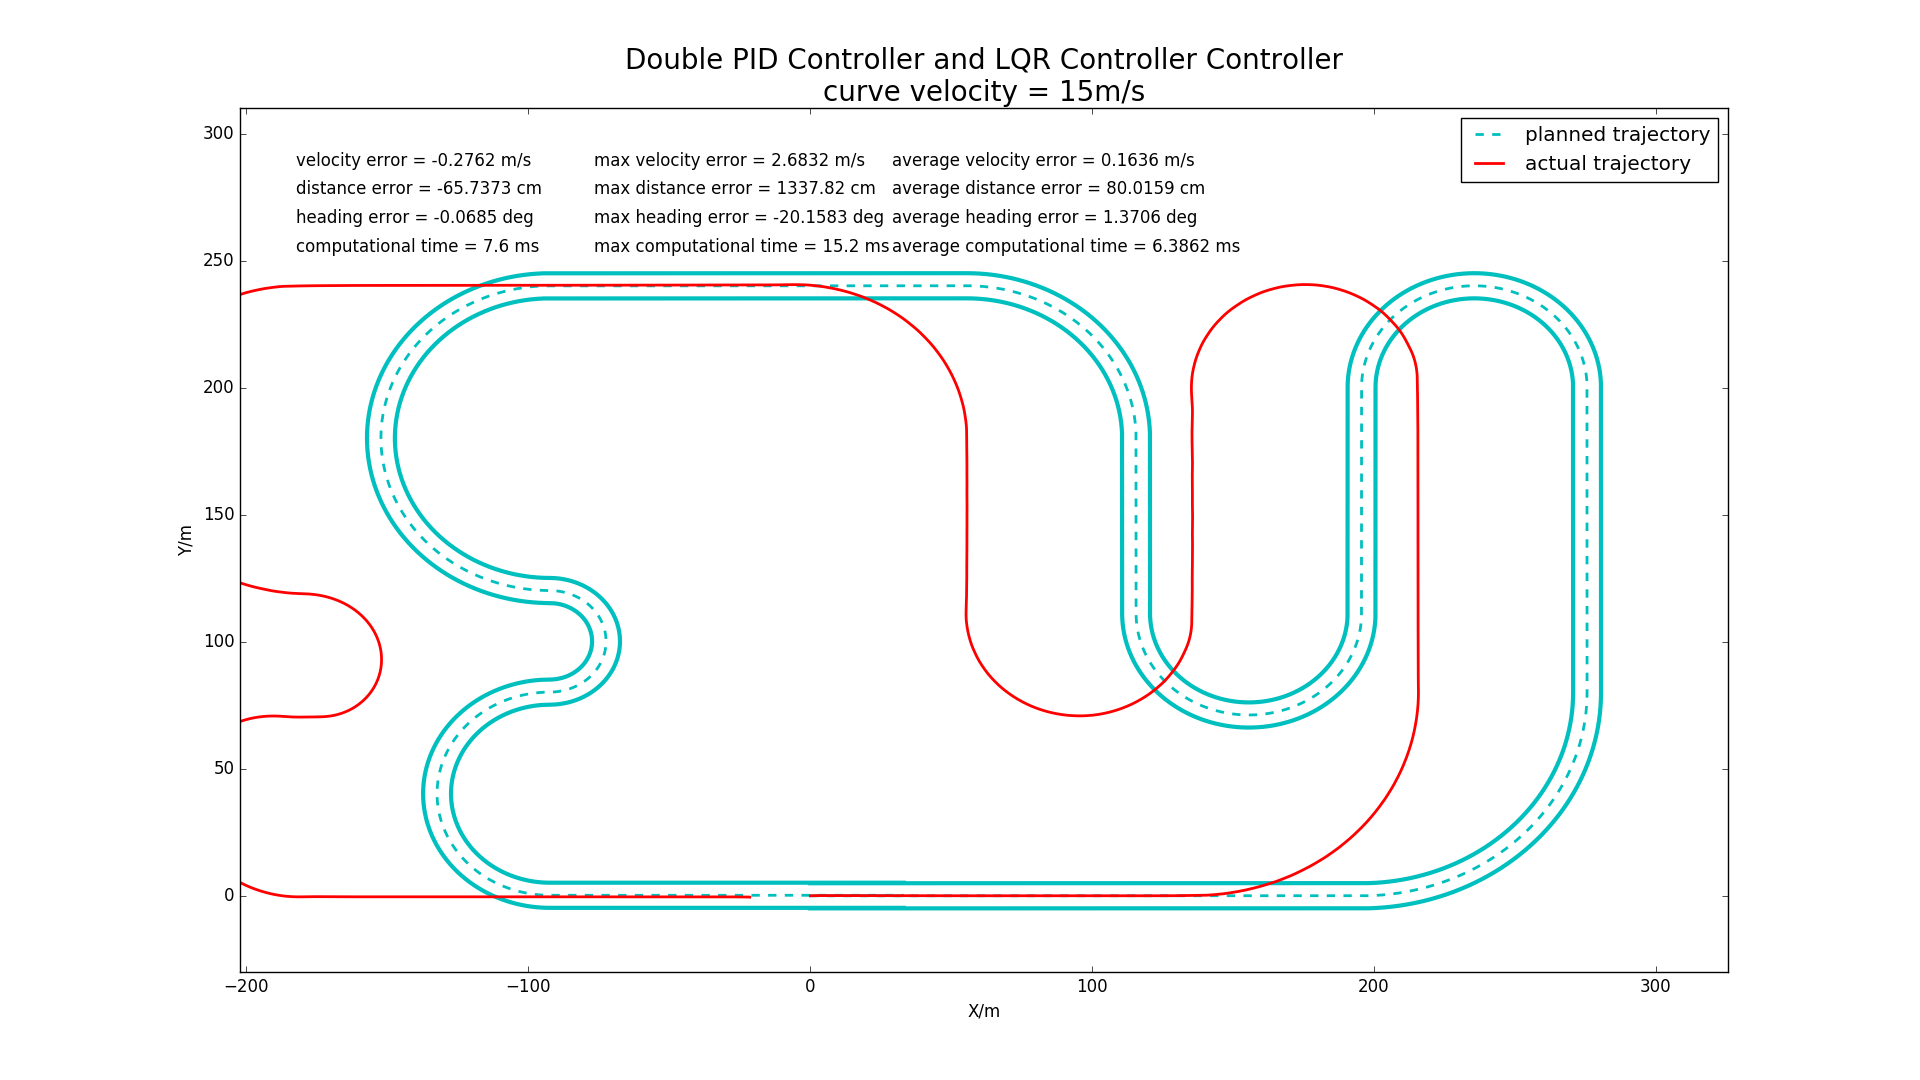 Double PID Controller and LQR Controller Controller
curve velocity = 15m/s
planned trajectory
actual trajectory
velocity error = -0.2762 m/s
distance error = -65.7373 cm
heading error = -0.0685 deg
computational time = 7.6 ms
max velocity error = 2.6832 m/s
max distance error = 1337.82 cm
max heading error = -20.1583 deg
max computational time = 15.2 ms
average velocity error = 0.1636 m/s
average distance error = 80.0159 cm
average heading error = 1.3706 deg
average computational time = 6.3862 ms
300
250
200
150
100
50
0
Y/m
−200
−100
0
100
200
300
X/m